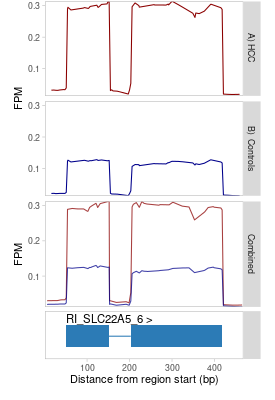 0.3
0.2
0.1
A) HCC
FPM
0.3
0.2
0.1
B) Controls
0.3
0.2
0.1
FPM
Combined
RI_SLC22A5_6 >
100 200 300 400
Distance from region start (bp)